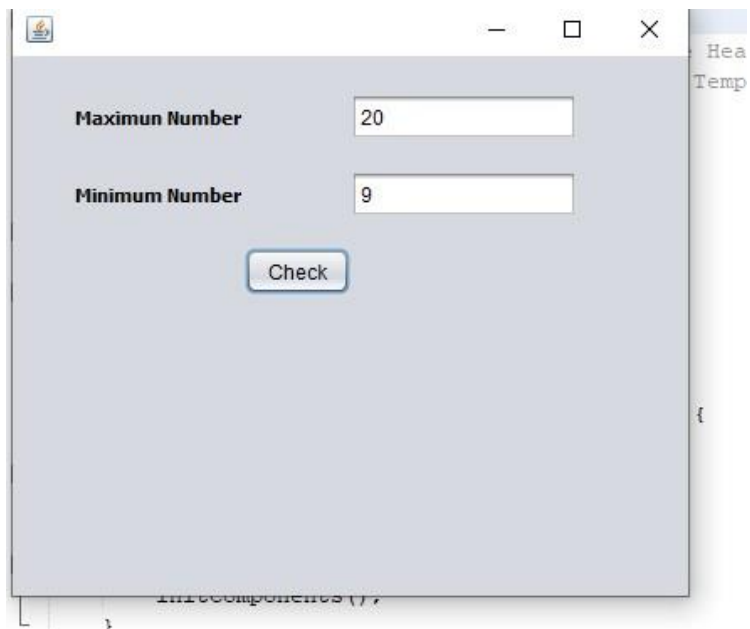 Hea
Temp
Maximun Number 20
Minimum Number 9
Check
{
initComponents();
}